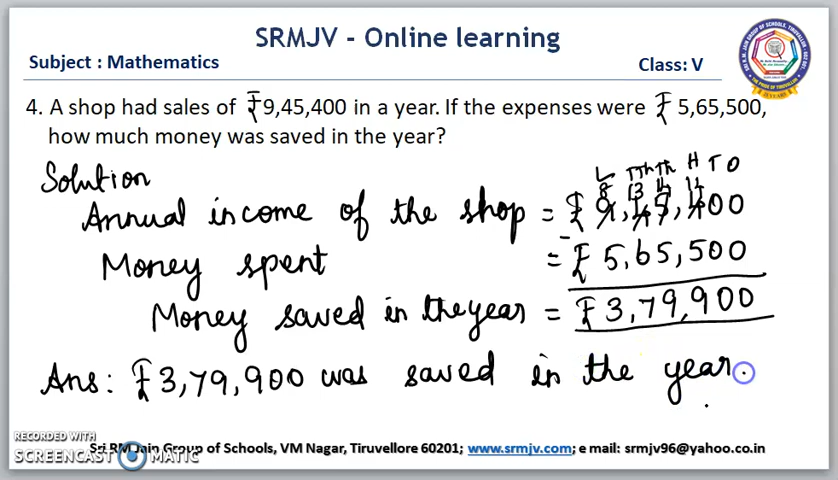 SRMJV - Online learning
Subject : Mathematics
Class: V
4. A shop had sales of ₹9,45,400 in a year. If the expenses were ₹ 5,65,500,
how much money was saved in the year?
Solution
L TTh Th H T O
8 13 14 14
Annual income of the shop = ₹ 9,45,400
Money spent = - ₹ 5,65,500
Money saved in the year = ₹ 3,79,900
Ans: ₹3,79,900 was saved in the year.
RECORDED WITH
SCREENCAST MATIC
Sri RM Jain Group of Schools, VM Nagar, Tiruvellore 60201; www.srmjv.com; e mail: srmjv96@yahoo.co.in